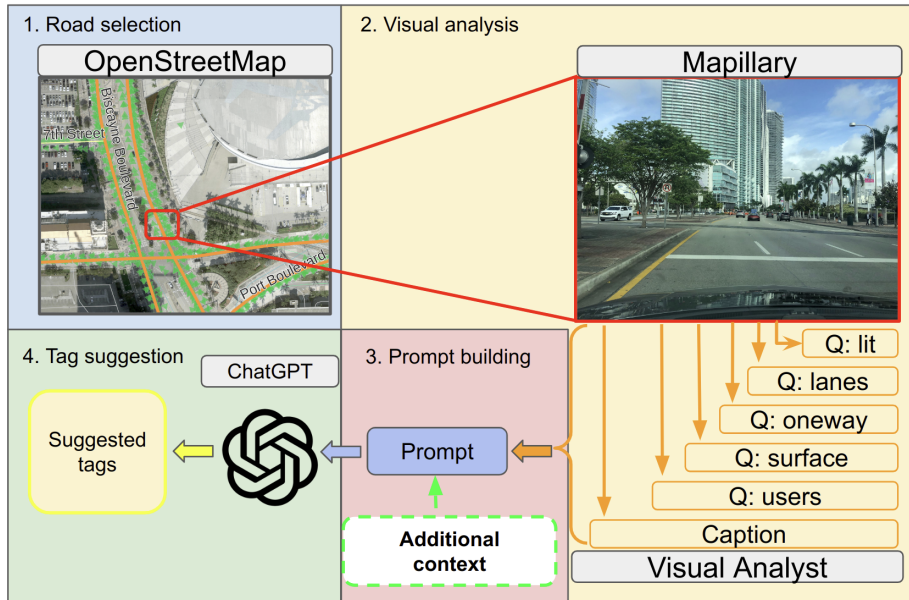 1. Road selection
OpenStreetMap
Biscayne Boulevard
7th Street
Port Boulevard
2. Visual analysis
Mapillary
Q: lit
Q: lanes
Q: oneway
Q: surface
Q: users
Caption
Visual Analyst
3. Prompt building
Prompt
Additional
context
4. Tag suggestion
ChatGPT
Suggested
tags